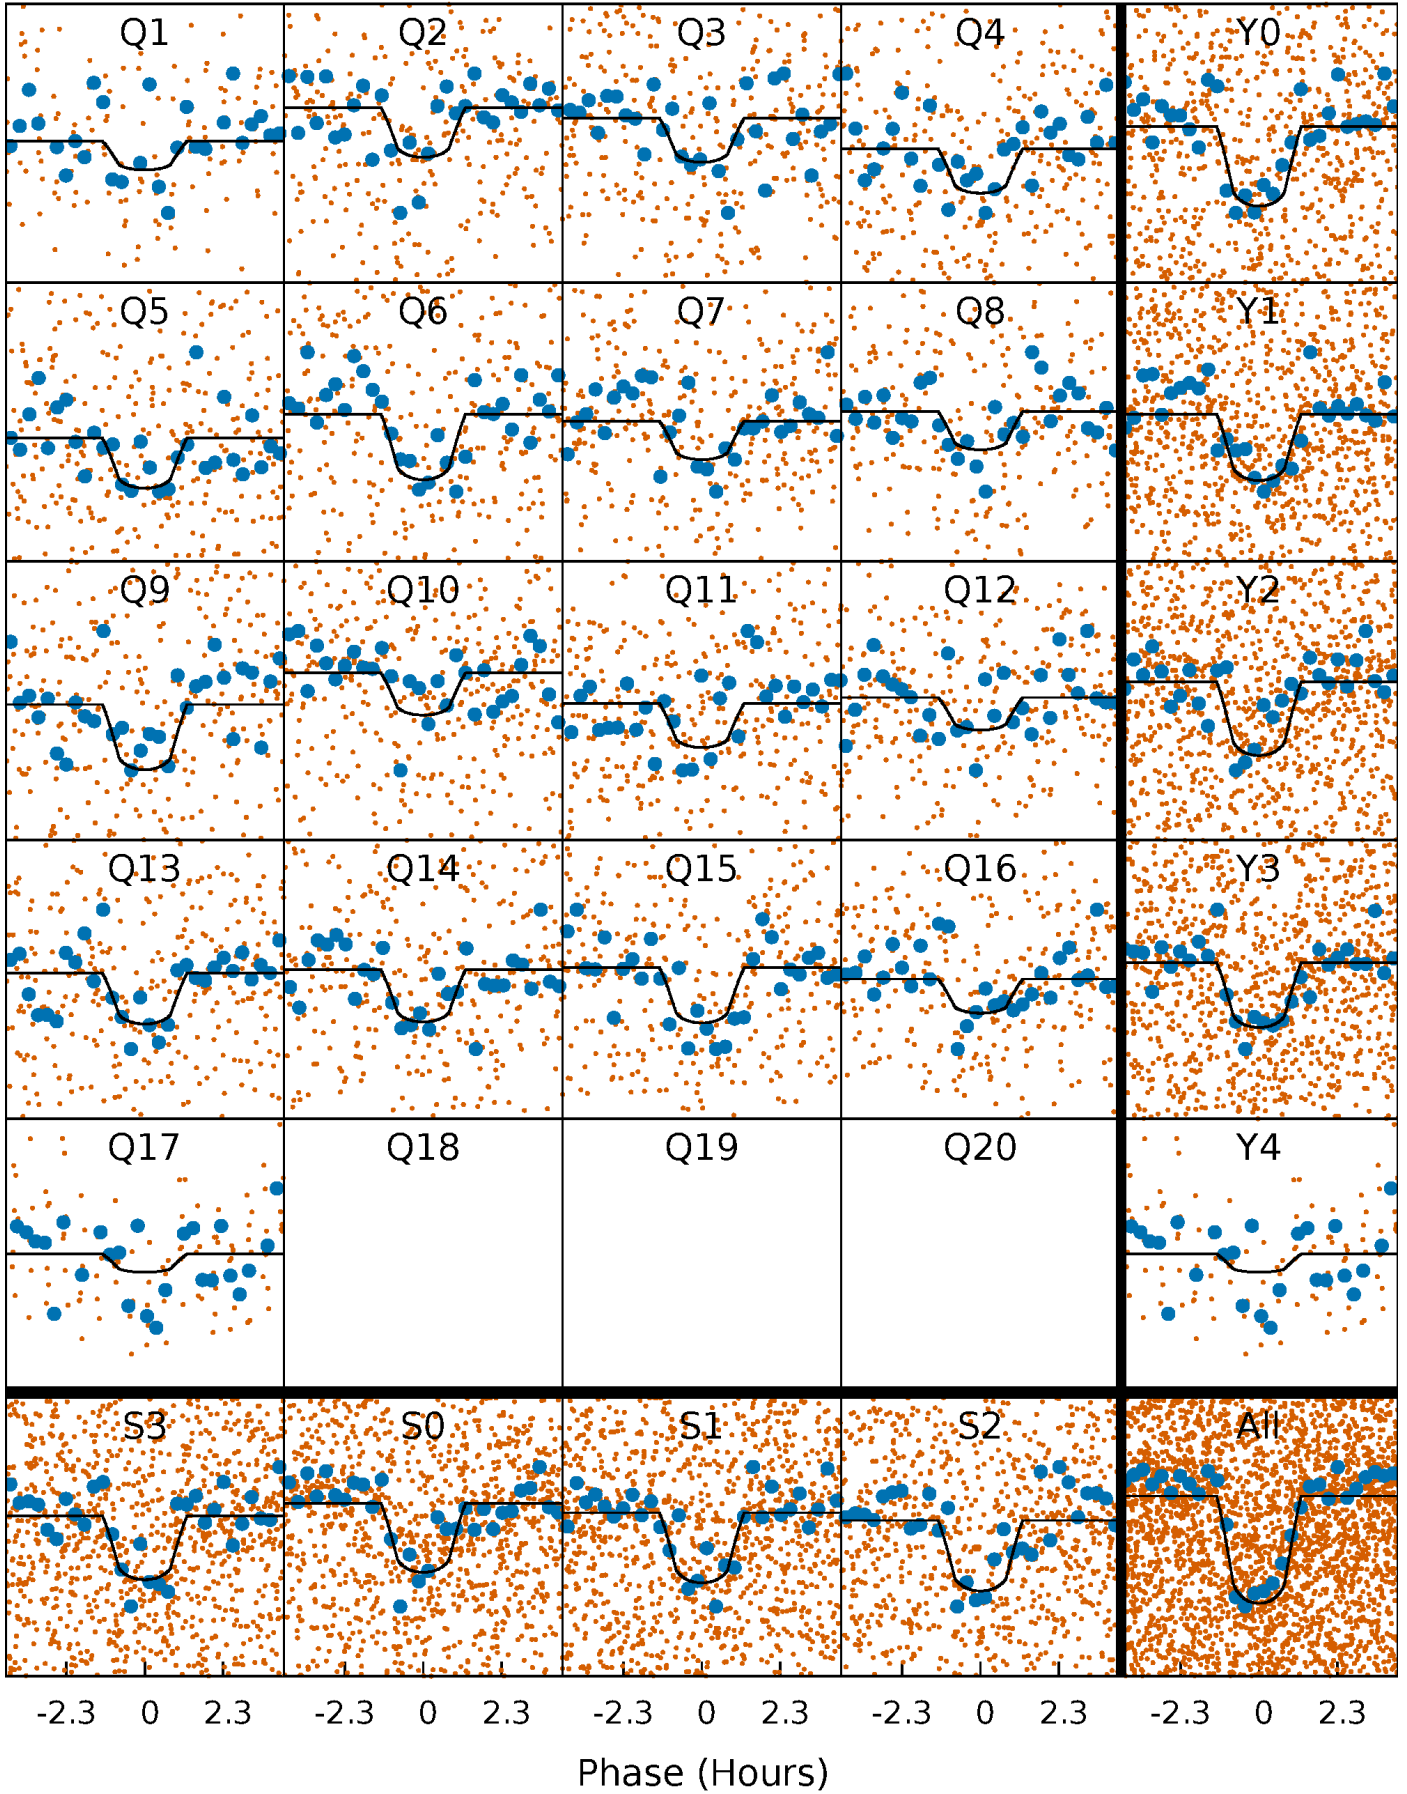 Q1 Q2 Q3 Q4 Y0
Q5 Q6 Q7 Q8 Y1
Q9 Q10 Q11 Q12 Y2
Q13 Q14 Q15 Q16 Y3
Q17 Q18 Q19 Q20 Y4
S3 S0 S1 S2 All
-2.3 0 2.3 -2.3 0 2.3 -2.3 0 2.3 -2.3 0 2.3 -2.3 0 2.3
Phase (Hours)